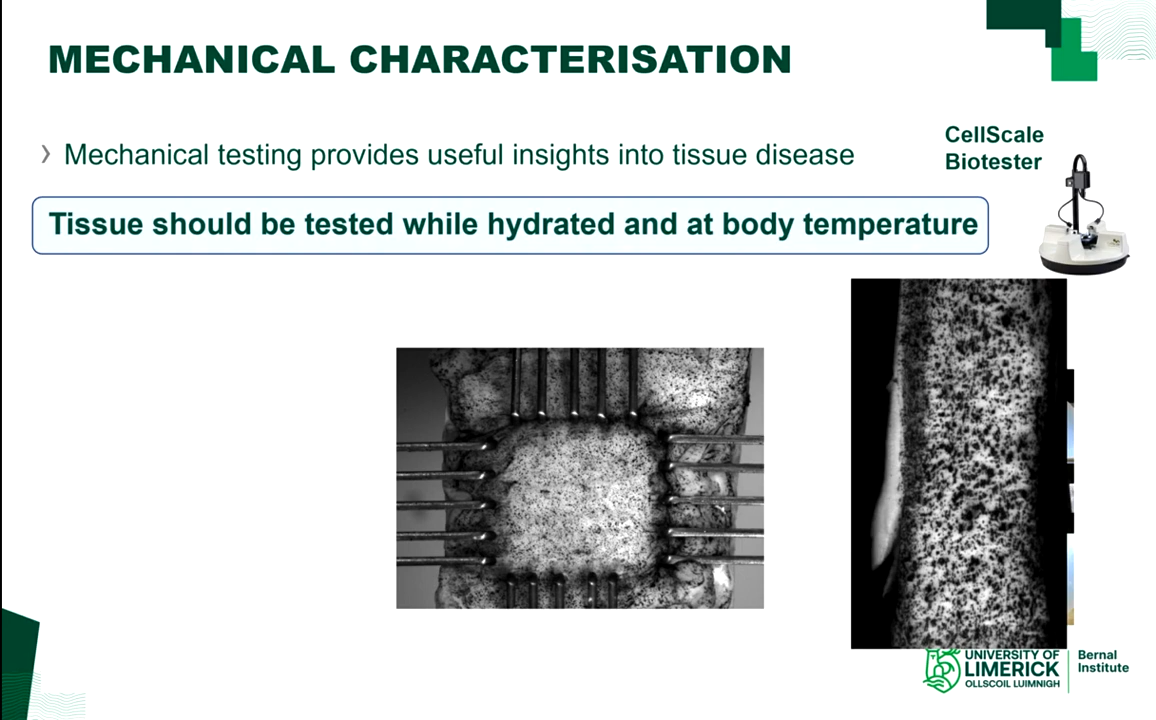 MECHANICAL CHARACTERISATION
› Mechanical testing provides useful insights into tissue disease
CellScale
Biotester
Tissue should be tested while hydrated and at body temperature
UNIVERSITY OF
LIMERICK
OLLSCOIL LUIMNIGH
Bernal
Institute